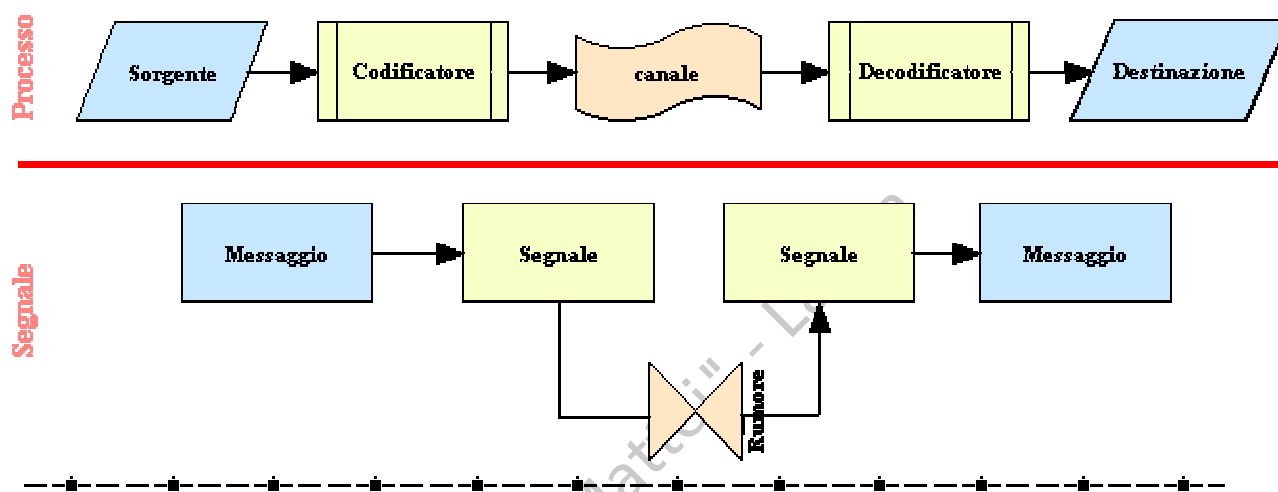 Processo
Sorgente
Codificatore
canale
Decodificatore
Destinazione
Segnale
Messaggio
Segnale
Segnale
Messaggio
Rumore